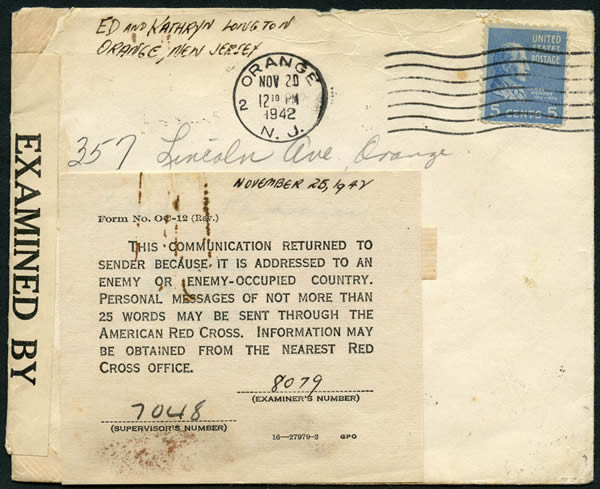 ED AND KATHRYN LONGTON
ORANGE, NEW JERSEY
UNITED
STATES
POSTAGE
5 CENTS 5
ORANGE
NOV 20
12 30 PM
2
1942
N. J.
357 Lincoln Ave, Orange
EXAMINED BY
NOVEMBER 25, 1942
Form No. OC-12 (Rev.)
THIS COMMUNICATION RETURNED TO
SENDER BECAUSE IT IS ADDRESSED TO AN
ENEMY OR ENEMY-OCCUPIED COUNTRY.
PERSONAL MESSAGES OF NOT MORE THAN
25 WORDS MAY BE SENT THROUGH THE
AMERICAN RED CROSS. INFORMATION MAY
BE OBTAINED FROM THE NEAREST RED
CROSS OFFICE.
8079
(EXAMINER'S NUMBER)
7048
(SUPERVISOR'S NUMBER)
16—27979-2 GPO